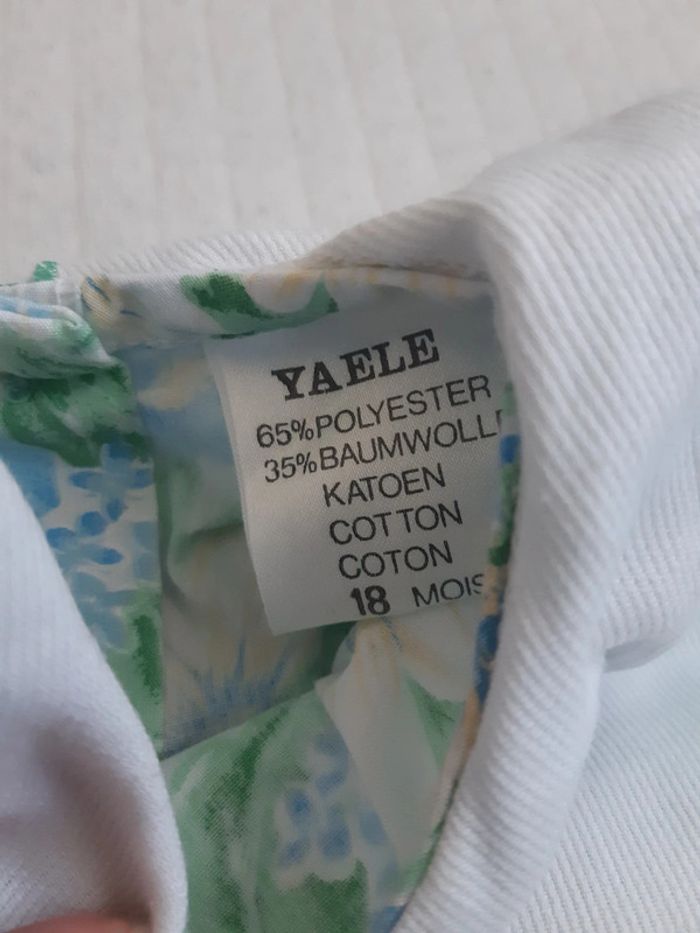 YAELE
65%POLYESTER
35%BAUMWOLL
KATOEN
COTTON
COTON
18 MOIS